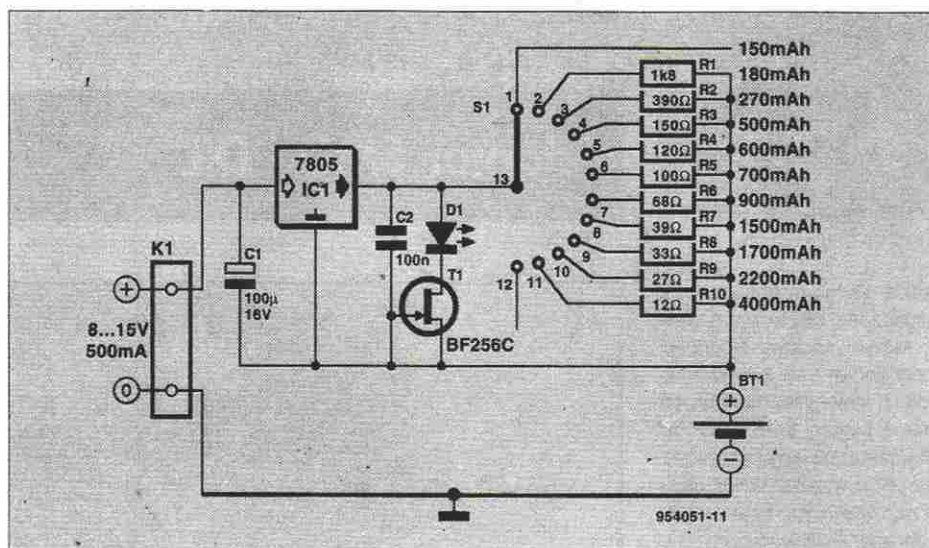 150mAh
1k8 R1 180mAh
390Ω R2 270mAh
150Ω R3 500mAh
120Ω R4 600mAh
100Ω R5 700mAh
68Ω R6 900mAh
39Ω R7 1500mAh
33Ω R8 1700mAh
27Ω R9 2200mAh
12Ω R10 4000mAh
S1
1 2 3 4 5 6 7 8 9 10 11 12 13
7805
IC1
K1
+
8...15V
500mA
0
C1
100µ
16V
C2
100n
D1
T1
BF256C
BT1
+
−
954051-11